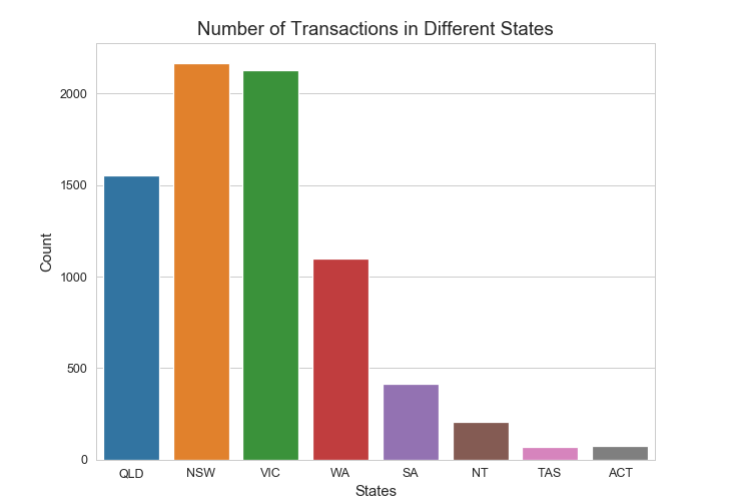 Number of Transactions in Different States
2000
1500
1000
500
0
Count
QLD NSW VIC WA SA NT TAS ACT
States